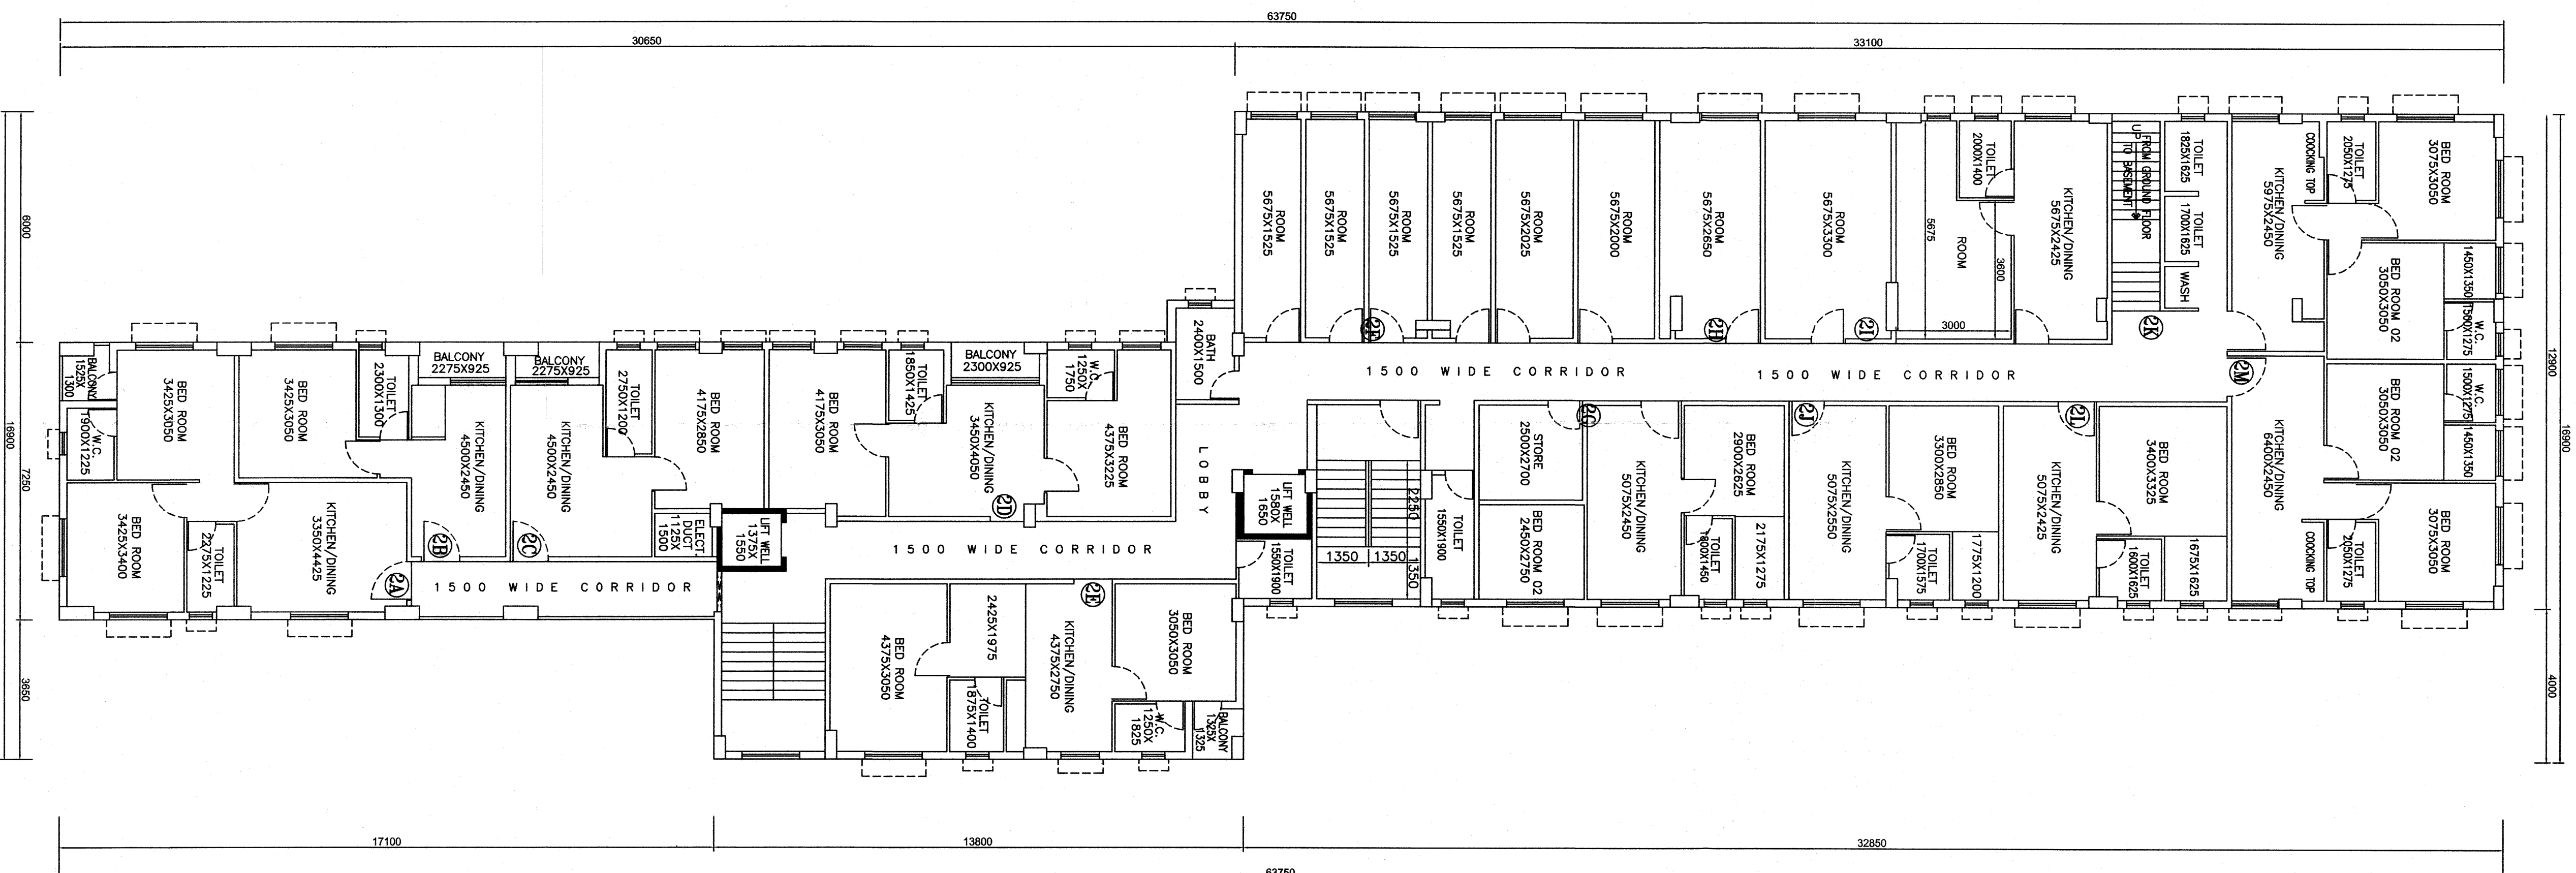 63750
30650
33100
6000
7250
16900
3650
12900
16900
4000
ROOM
5675X1525
ROOM
5675X1525
ROOM
5675X1525
ROOM
5675X1525
ROOM
5675X2025
ROOM
5675X2000
ROOM
5675X2650
ROOM
5675X3300
5675
ROOM
3600
3000
TOILET
2000X1400
KITCHEN/DINING
5675X2425
UP
FROM GROUND FLOOR
TO BASEMENT
TOILET
1825X1625
TOILET
1700X1625
WASH
COOCKING TOP
KITCHEN/DINING
5975X2450
TOILET
2050X1275
BED ROOM
3075X3050
BED ROOM 02
3050X3050
1450X1350
W.C.
1500X1275
2F
2H
2I
2K
2M
BATH
2400X1500
1500 WIDE CORRIDOR
1500 WIDE CORRIDOR
BED ROOM 02
3050X3050
W.C.
1500X1275
1450X1350
KITCHEN/DINING
6400X2450
COOCKING TOP
TOILET
2050X1275
BED ROOM
3075X3050
BALCONY
1525X
1300
W.C.
1900X1225
BED ROOM
3425X3050
BED ROOM
3425X3050
TOILET
2300X1300
BALCONY
2275X925
BALCONY
2275X925
KITCHEN/DINING
4500X2450
KITCHEN/DINING
4500X2450
TOILET
2750X1200
BED ROOM
4175X2850
BED ROOM
4175X3050
TOILET
1850X1425
BALCONY
2300X925
KITCHEN/DINING
3450X4050
W.C.
1250X
1750
BED ROOM
4375X3225
LOBBY
LIFT WELL
1580X
1650
TOILET
1550X1900
2250
1350
1350
1350
TOILET
1550X1900
STORE
2500X2700
BED ROOM 02
2450X2750
2G
KITCHEN/DINING
5075X2450
BED ROOM
2900X2625
TOILET
1800X1450
2175X1275
2J
KITCHEN/DINING
5075X2550
BED ROOM
3300X2850
TOILET
1700X1575
1775X1200
2L
KITCHEN/DINING
5075X2425
BED ROOM
3400X3325
TOILET
1600X1625
1675X1625
BED ROOM
3425X3400
TOILET
2275X1225
KITCHEN/DINING
3350X4425
2A
2B
2C
2D
ELECT.
DUCT
1125X
1500
LIFT WELL
1375X
1550
1500 WIDE CORRIDOR
1500 WIDE CORRIDOR
2E
BED ROOM
4375X3050
2425X1975
TOILET
1875X1400
KITCHEN/DINING
4375X2750
BED ROOM
3050X3050
W.C.
1250X
1825
BALCONY
1325X
1325
17100
13800
32850
63750